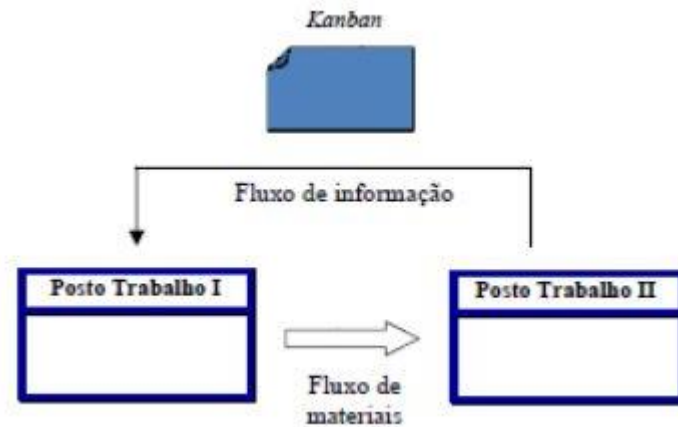 Kanban
Fluxo de informação
Posto Trabalho I
Posto Trabalho II
Fluxo de
materiais